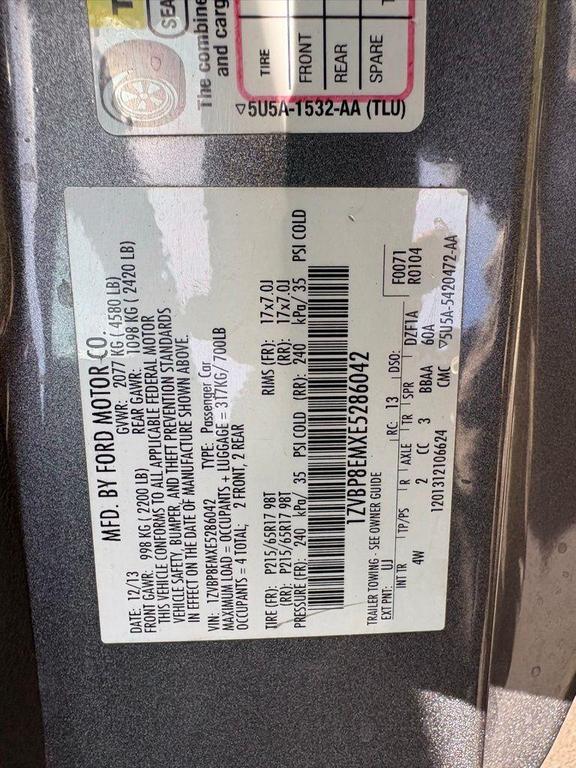 SEA
The combine
and carg
TIRE
FRONT
REAR
SPARE
▽5U5A-1532-AA (TLU)
MFD. BY FORD MOTOR CO.
DATE: 12/13 GVWR: 2077 KG ( 4580 LB)
FRONT GAWR: 998 KG ( 2200 LB) REAR GAWR: 1098 KG ( 2420 LB)
THIS VEHICLE CONFORMS TO ALL APPLICABLE FEDERAL MOTOR
VEHICLE SAFETY, BUMPER, AND THEFT PREVENTION STANDARDS
IN EFFECT ON THE DATE OF MANUFACTURE SHOWN ABOVE.
VIN: 1ZVBP8EMXE5286042 TYPE: Passenger Car
MAXIMUM LOAD = OCCUPANTS + LUGGAGE = 317KG/700LB
OCCUPANTS = 4 TOTAL; 2 FRONT, 2 REAR
TIRE (FR): P215/65R17 98T RIMS (FR): 17x7.0J
(RR): P215/65R17 98T (RR): 17x7.0J
PRESSURE (FR): 240 kPa/ 35 PSI COLD (RR): 240 kPa/ 35 PSI COLD
1ZVBP8EMXE5286042
TRAILER TOWING - SEE OWNER GUIDE F0071
EXT PNT: UJ RC: 13 DSO: R0104
INT TR TP/PS R AXLE TR SPR DZF1A
4W 2 CC 3 BBAA 60A
1201312106624 CMC ▽5U5A-5420472-AA